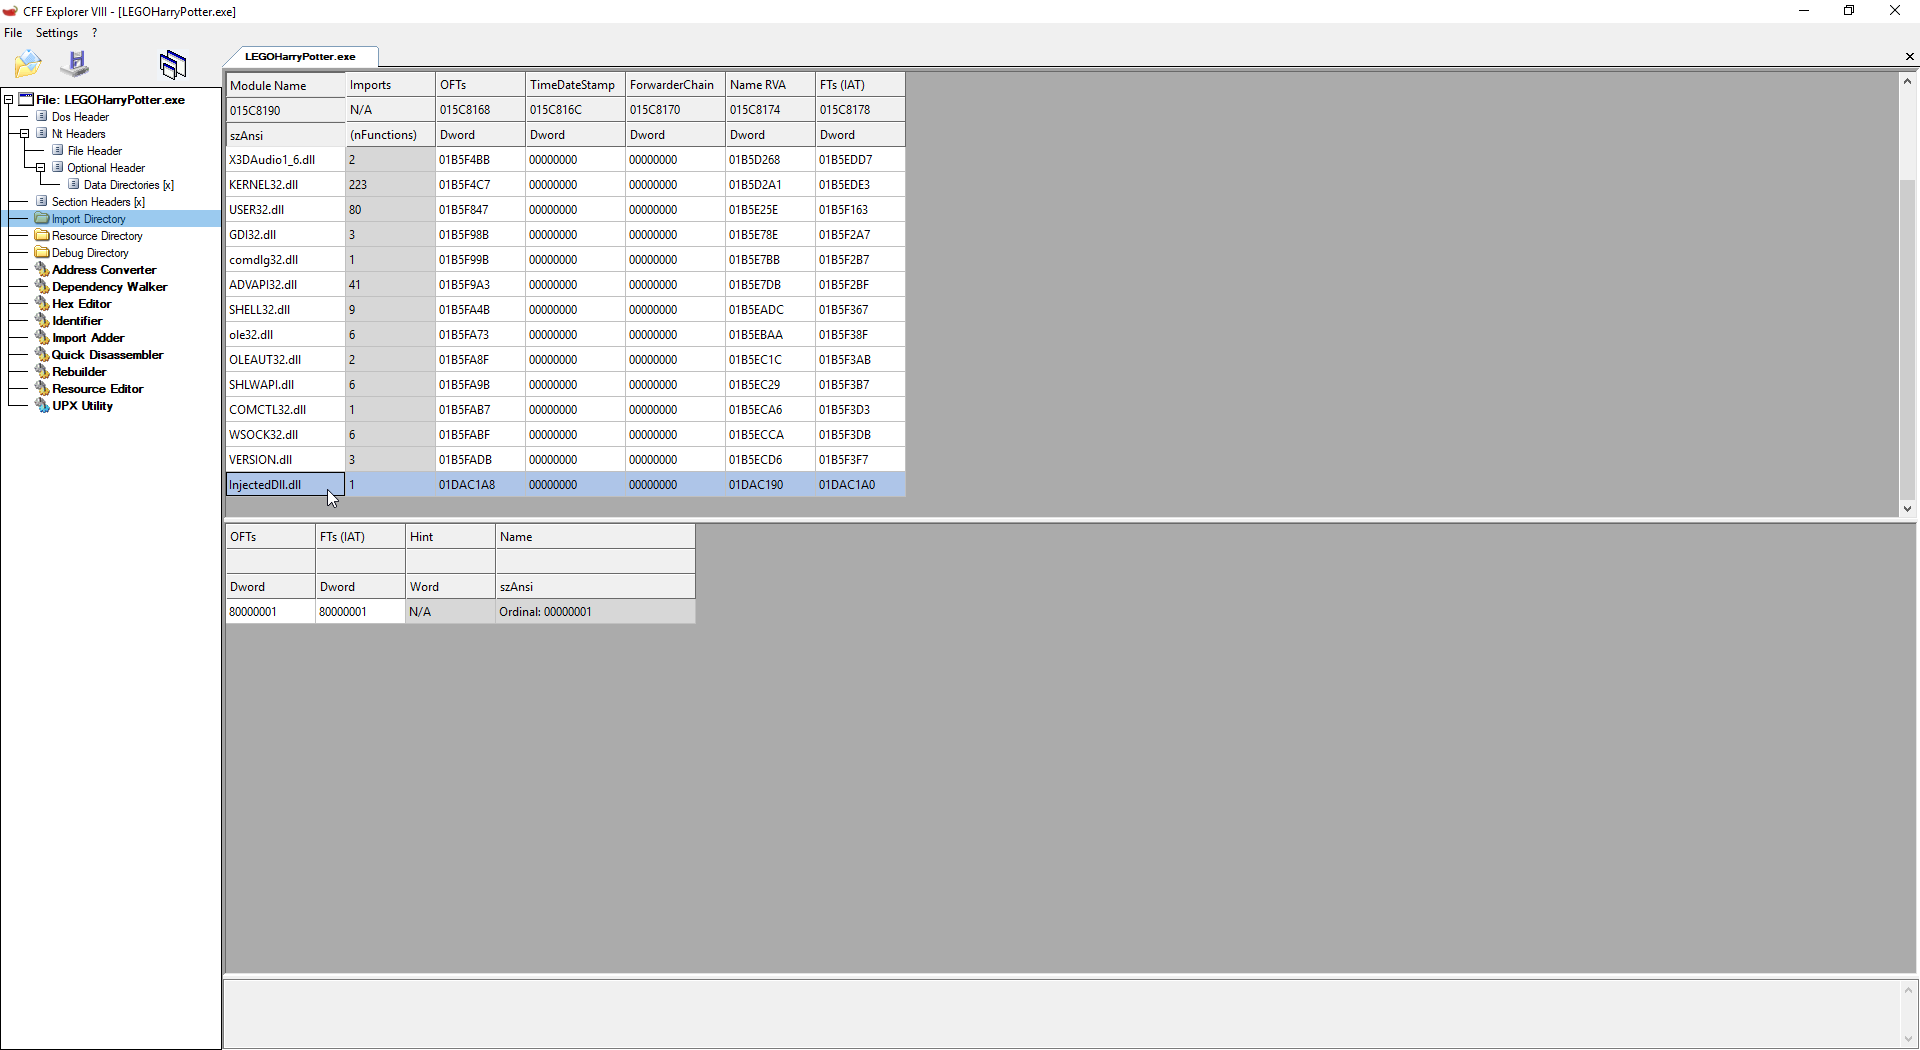 CFF Explorer VIII - [LEGOHarryPotter.exe]
File Settings ?
LEGOHarryPotter.exe
File: LEGOHarryPotter.exe
Dos Header
Nt Headers
File Header
Optional Header
Data Directories [x]
Section Headers [x]
Import Directory
Resource Directory
Debug Directory
Address Converter
Dependency Walker
Hex Editor
Identifier
Import Adder
Quick Disassembler
Rebuilder
Resource Editor
UPX Utility
Module Name Imports OFTs TimeDateStamp ForwarderChain Name RVA FTs (IAT)
015C8190 N/A 015C8168 015C816C 015C8170 015C8174 015C8178
szAnsi (nFunctions) Dword Dword Dword Dword Dword
X3DAudio1_6.dll 2 01B5F4BB 00000000 00000000 01B5D268 01B5EDD7
KERNEL32.dll 223 01B5F4C7 00000000 00000000 01B5D2A1 01B5EDE3
USER32.dll 80 01B5F847 00000000 00000000 01B5E25E 01B5F163
GDI32.dll 3 01B5F98B 00000000 00000000 01B5E78E 01B5F2A7
comdlg32.dll 1 01B5F99B 00000000 00000000 01B5E7BB 01B5F2B7
ADVAPI32.dll 41 01B5F9A3 00000000 00000000 01B5E7DB 01B5F2BF
SHELL32.dll 9 01B5FA4B 00000000 00000000 01B5EADC 01B5F367
ole32.dll 6 01B5FA73 00000000 00000000 01B5EBAA 01B5F38F
OLEAUT32.dll 2 01B5FA8F 00000000 00000000 01B5EC1C 01B5F3AB
SHLWAPI.dll 6 01B5FA9B 00000000 00000000 01B5EC29 01B5F3B7
COMCTL32.dll 1 01B5FAB7 00000000 00000000 01B5ECA6 01B5F3D3
WSOCK32.dll 6 01B5FABF 00000000 00000000 01B5ECCA 01B5F3DB
VERSION.dll 3 01B5FADB 00000000 00000000 01B5ECD6 01B5F3F7
InjectedDll.dll 1 01DAC1A8 00000000 00000000 01DAC190 01DAC1A0
OFTs FTs (IAT) Hint Name
Dword Dword Word szAnsi
80000001 80000001 N/A Ordinal: 00000001